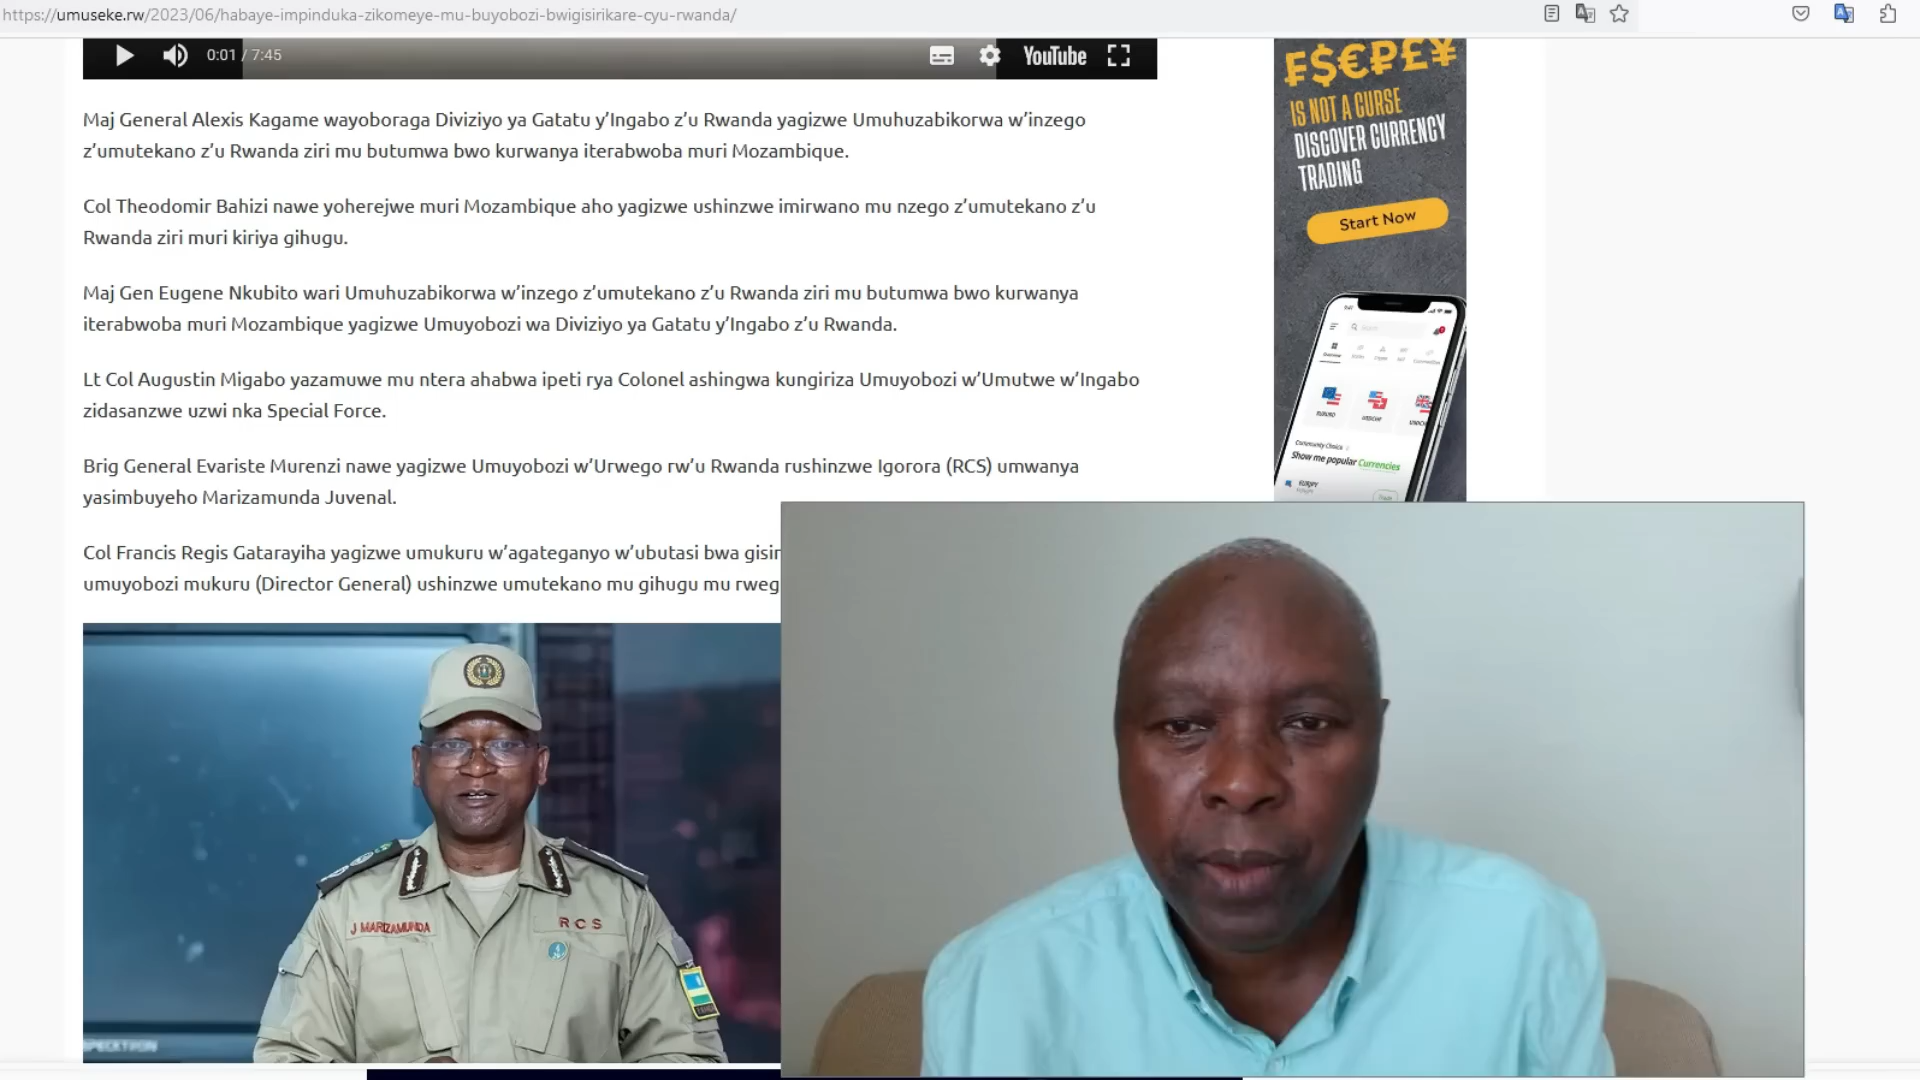 https://umuseke.rw/2023/06/habaye-impinduka-zikomeye-mu-buyobozi-bwigisirikare-cyu-rwanda/
0:01 / 7:45
YouTube
Maj General Alexis Kagame wayoboraga Diviziyo ya Gatatu y’Ingabo z’u Rwanda yagizwe Umuhuzabikorwa w’inzego
z’umutekano z’u Rwanda ziri mu butumwa bwo kurwanya iterabwoba muri Mozambique.
Col Theodomir Bahizi nawe yoherejwe muri Mozambique aho yagizwe ushinzwe imirwano mu nzego z’umutekano z’u
Rwanda ziri muri kiriya gihugu.
Maj Gen Eugene Nkubito wari Umuhuzabikorwa w’inzego z’umutekano z’u Rwanda ziri mu butumwa bwo kurwanya
iterabwoba muri Mozambique yagizwe Umuyobozi wa Diviziyo ya Gatatu y’Ingabo z’u Rwanda.
Lt Col Augustin Migabo yazamuwe mu ntera ahabwa ipeti rya Colonel ashingwa kungiriza Umuyobozi w’Umutwe w’Ingabo
zidasanzwe uzwi nka Special Force.
Brig General Evariste Murenzi nawe yagizwe Umuyobozi w’Urwego rw’u Rwanda rushinzwe Igorora (RCS) umwanya
yasimbuyeho Marizamunda Juvenal.
Col Francis Regis Gatarayiha yagizwe umukuru w’agateganyo w’ubutasi bwa gisir
umuyobozi mukuru (Director General) ushinzwe umutekano mu gihugu mu rweg
J MARIZAMUNDA
RCS
₣$€₽£¥
IS NOT A CURSE
DISCOVER CURRENCY
TRADING
Start Now
Community Choice
Show me popular Currencies